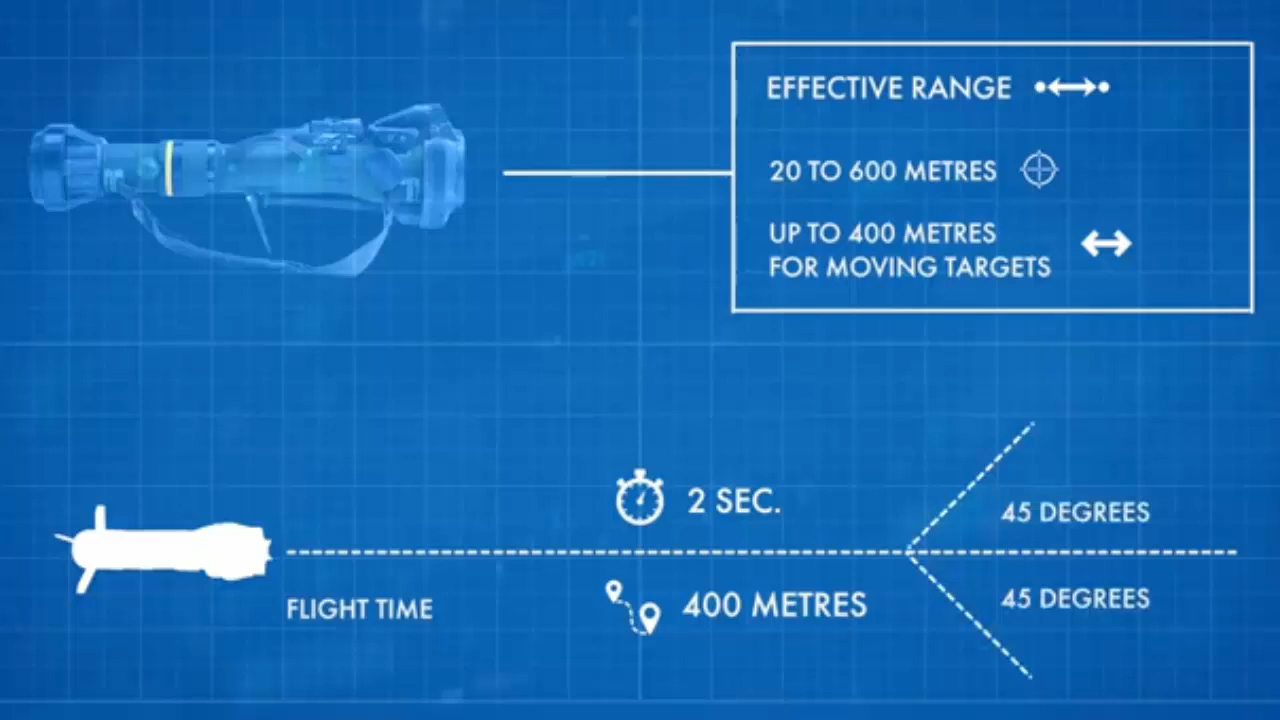 EFFECTIVE RANGE
20 TO 600 METRES
UP TO 400 METRES
FOR MOVING TARGETS
2 SEC.
45 DEGREES
FLIGHT TIME
400 METRES
45 DEGREES